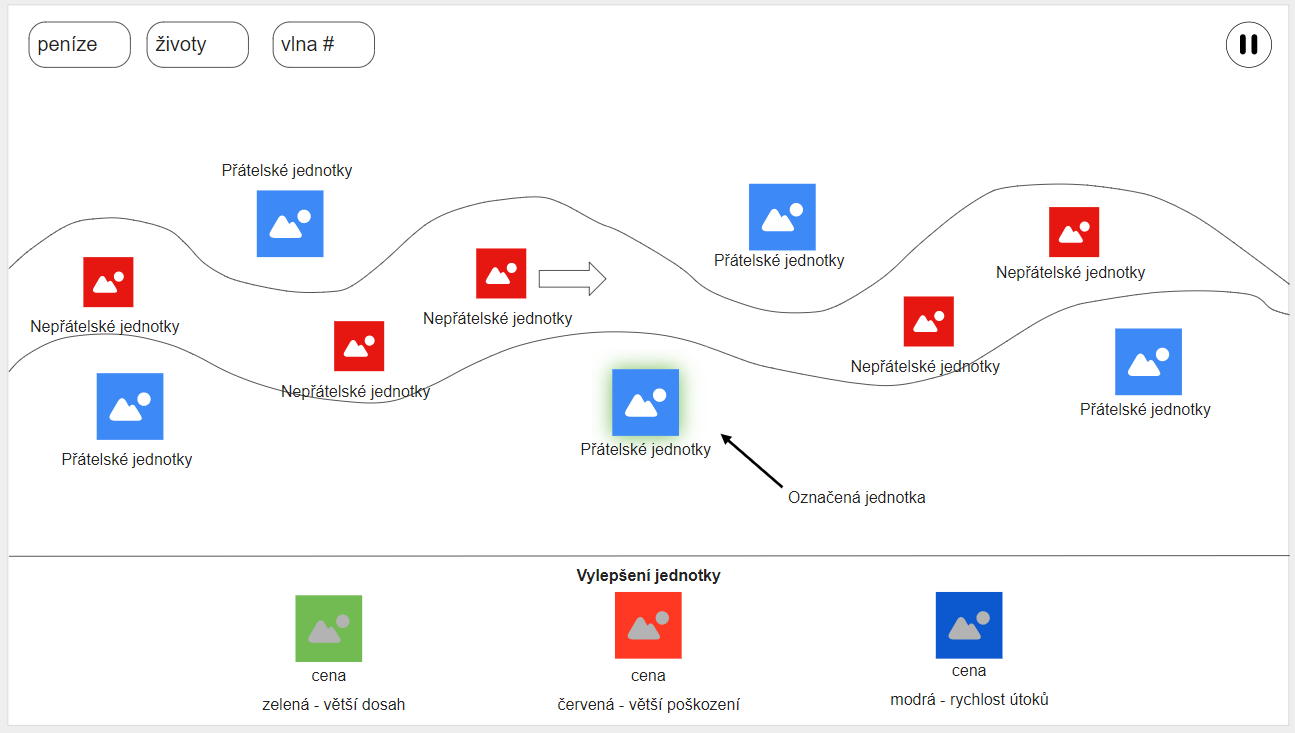 peníze
životy
vlna #
Přátelské jednotky
Přátelské jednotky
Nepřátelské jednotky
Nepřátelské jednotky
Nepřátelské jednotky
Nepřátelské jednotky
Nepřátelské jednotky
Přátelské jednotky
Přátelské jednotky
Přátelské jednotky
Označená jednotka
Vylepšení jednotky
cena
cena
cena
zelená - větší dosah
červená - větší poškození
modrá - rychlost útoků